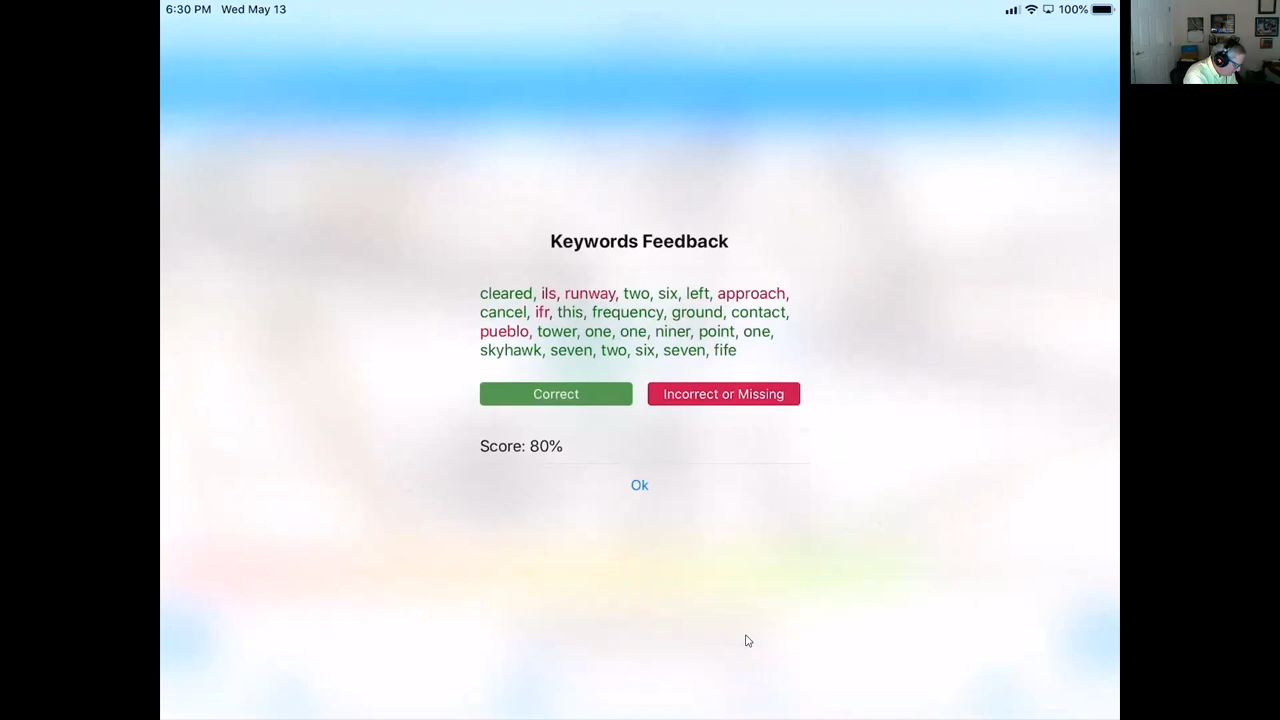 6:30 PM Wed May 13
100%
Keywords Feedback
cleared, ils, runway, two, six, left, approach,
cancel, ifr, this, frequency, ground, contact,
pueblo, tower, one, one, niner, point, one,
skyhawk, seven, two, six, seven, fife
Correct
Incorrect or Missing
Score: 80%
Ok